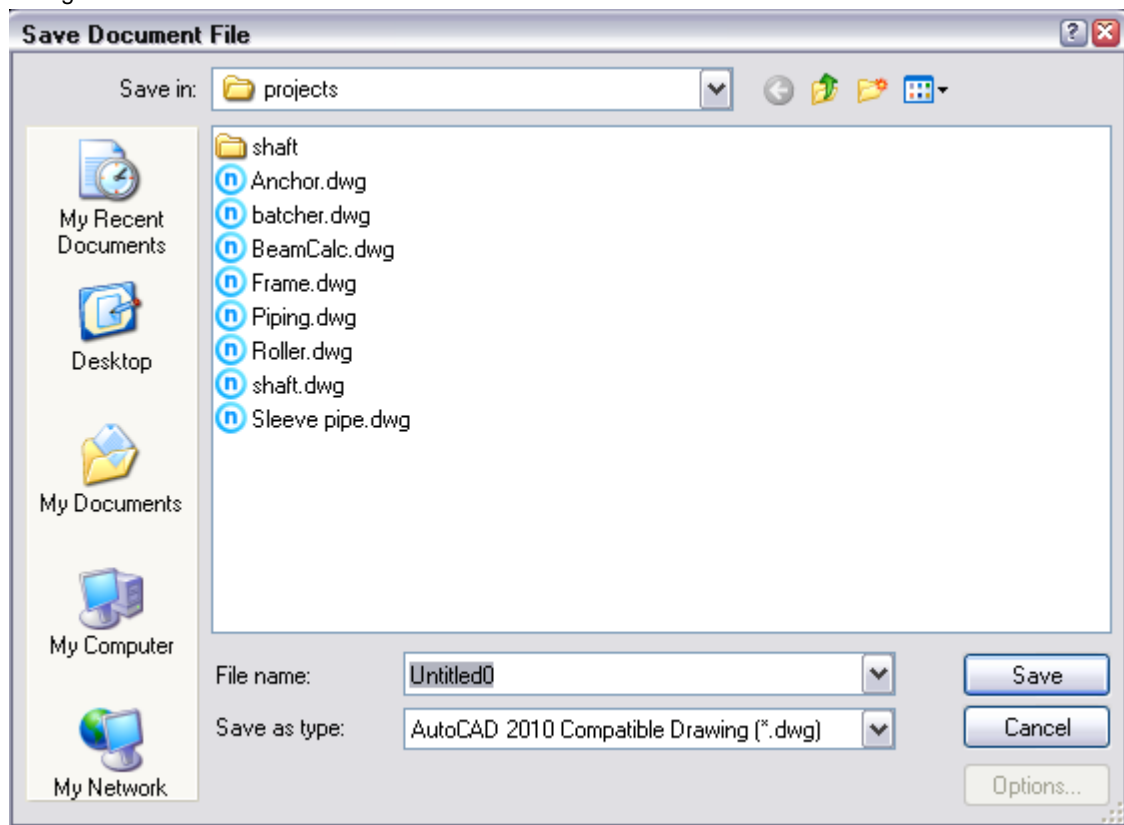 Save Document File
Save in:
projects
My Recent
Documents
Desktop
My Documents
My Computer
My Network
shaft
Anchor.dwg
batcher.dwg
BeamCalc.dwg
Frame.dwg
Piping.dwg
Roller.dwg
shaft.dwg
Sleeve pipe.dwg
File name:
Untitled0
Save
Save as type:
AutoCAD 2010 Compatible Drawing (*.dwg)
Cancel
Options...